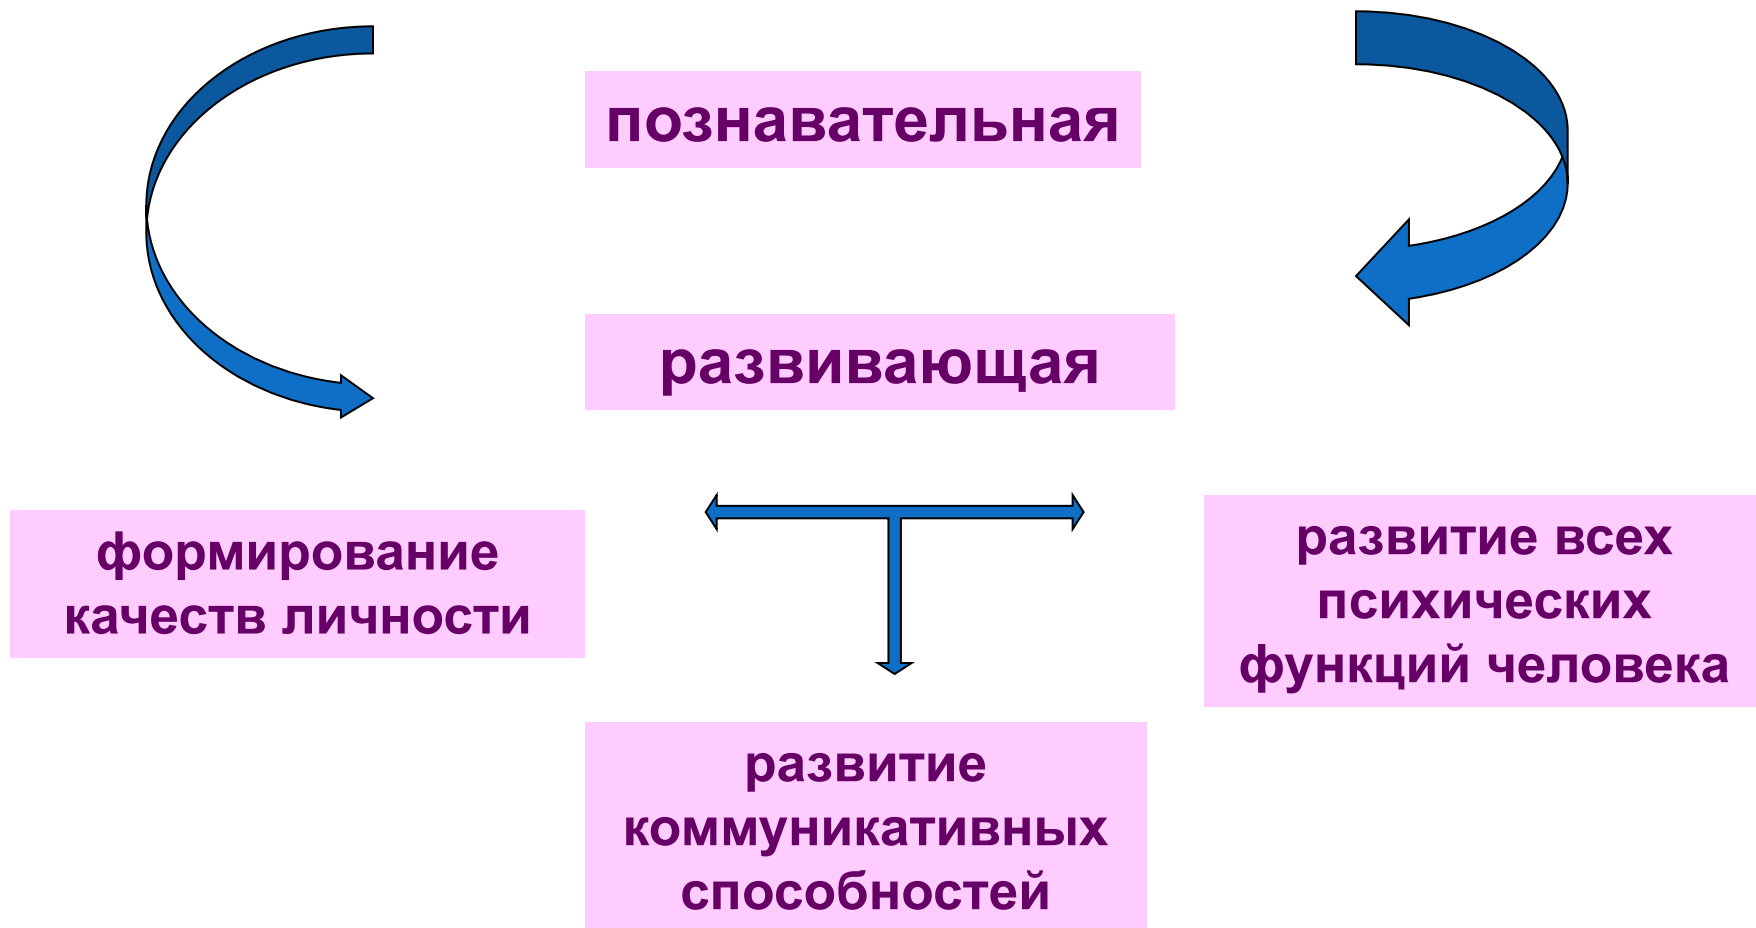 познавательная
развивающая
формирование
качеств личности
развитие всех
психических
функций человека
развитие
коммуникативных
способностей